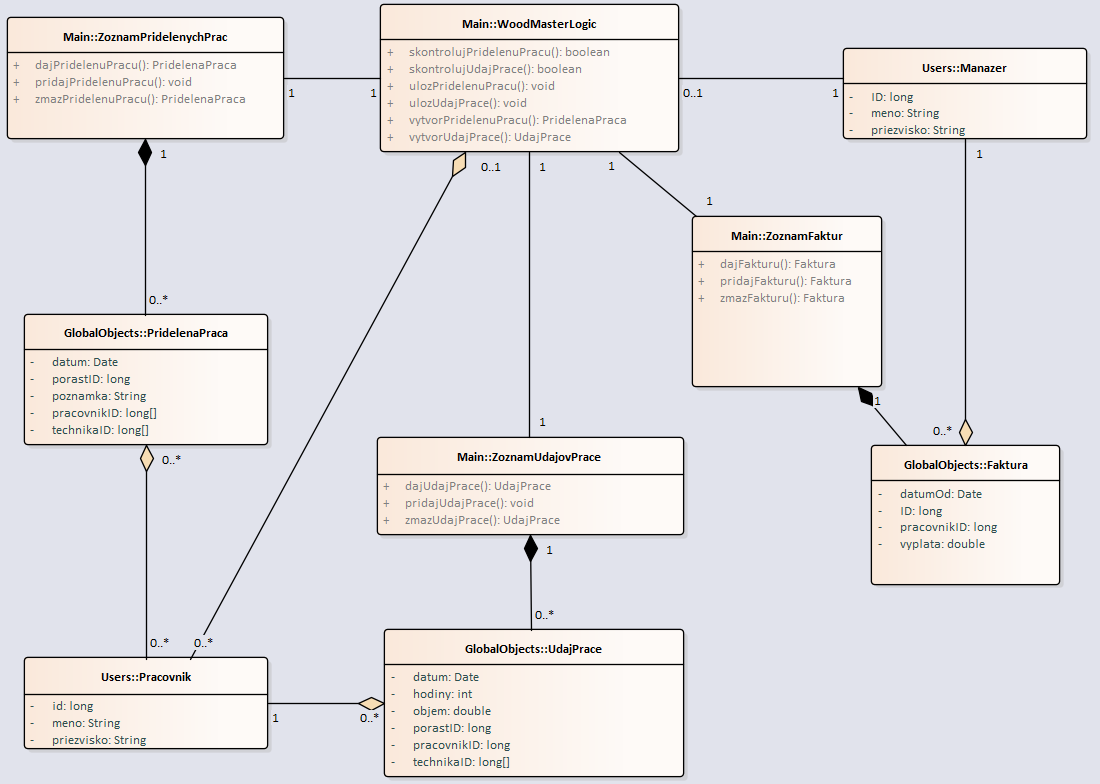 Main::ZoznamPridelenychPrac
+ dajPridelenuPracu(): PridelenaPraca
+ pridajPridelenuPracu(): void
+ zmazPridelenuPracu(): PridelenaPraca
Main::WoodMasterLogic
+ skontrolujPridelenuPracu(): boolean
+ skontrolujUdajPrace(): boolean
+ ulozPridelenuPracu(): void
+ ulozUdajPrace(): void
+ vytvorPridelenuPracu(): PridelenaPraca
+ vytvorUdajPrace(): UdajPrace
Users::Manazer
- ID: long
- meno: String
- priezvisko: String
1
1
0..1
1
1
0..1
1
1
1
1
Main::ZoznamFaktur
+ dajFakturu(): Faktura
+ pridajFakturu(): Faktura
+ zmazFakturu(): Faktura
0..*
GlobalObjects::PridelenaPraca
- datum: Date
- porastID: long
- poznamka: String
- pracovnikID: long[]
- technikaID: long[]
0..*
1
1
0..*
Main::ZoznamUdajovPrace
+ dajUdajPrace(): UdajPrace
+ pridajUdajPrace(): void
+ zmazUdajPrace(): UdajPrace
GlobalObjects::Faktura
- datumOd: Date
- ID: long
- pracovnikID: long
- vyplata: double
1
0..*
0..*
0..*
Users::Pracovnik
- id: long
- meno: String
- priezvisko: String
1
0..*
GlobalObjects::UdajPrace
- datum: Date
- hodiny: int
- objem: double
- porastID: long
- pracovnikID: long
- technikaID: long[]